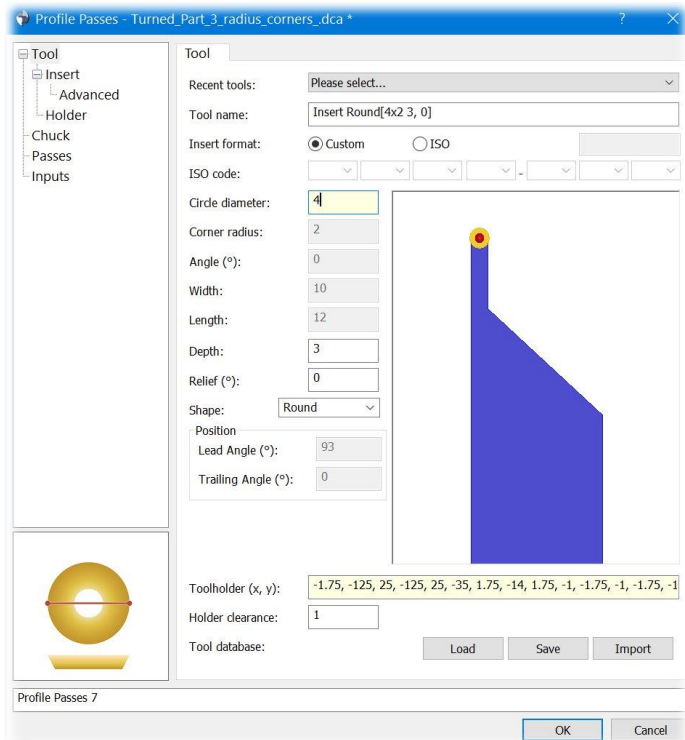 Profile Passes - Turned_Part_3_radius_corners_.dca *
?
Tool
Insert
Advanced
Holder
Chuck
Passes
Inputs
Tool
Recent tools: Please select...
Tool name: Insert Round[4x2 3, 0]
Insert format: Custom ISO
ISO code: -
Circle diameter: 4
Corner radius: 2
Angle (°): 0
Width: 10
Length: 12
Depth: 3
Relief (°): 0
Shape: Round
Position
Lead Angle (°): 93
Trailing Angle (°): 0
Toolholder (x, y): -1.75, -125, 25, -125, 25, -35, 1.75, -14, 1.75, -1, -1.75, -1, -1.75, -1
Holder clearance: 1
Tool database: Load Save Import
Profile Passes 7
OK Cancel